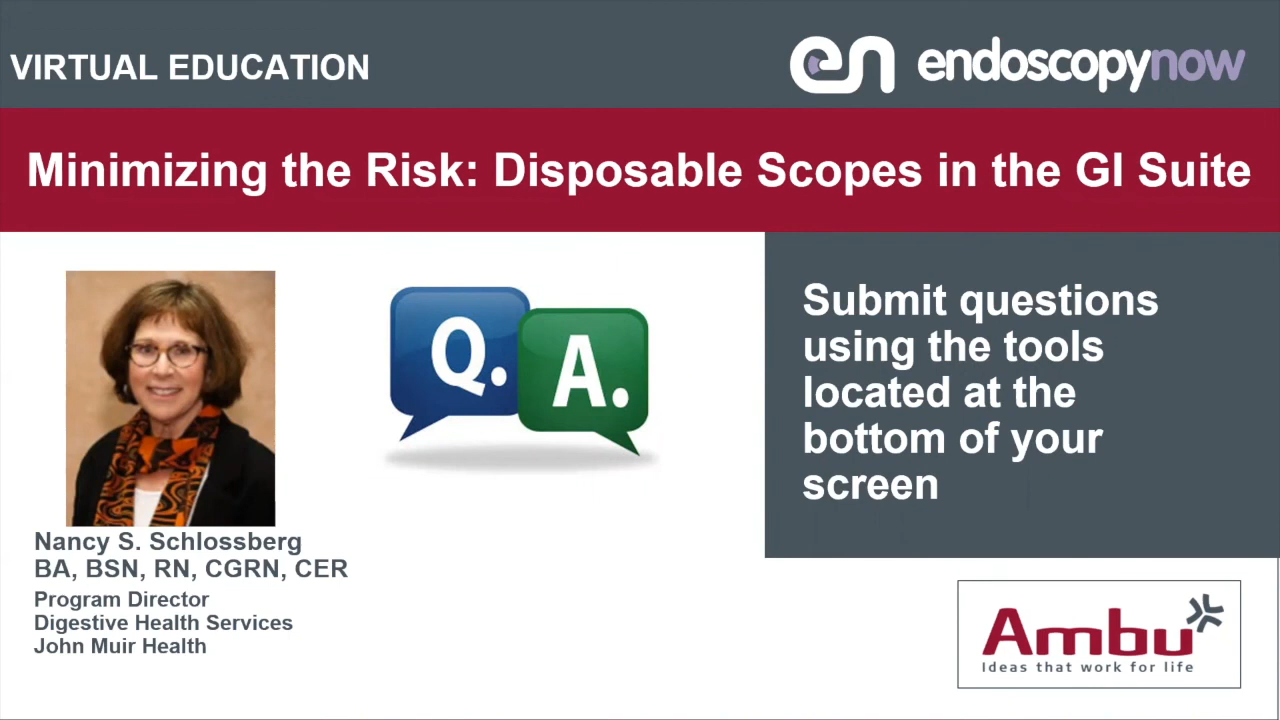 VIRTUAL EDUCATION
en endoscopynow
Minimizing the Risk: Disposable Scopes in the GI Suite
Q. A.
Submit questions
using the tools
located at the
bottom of your
screen
Nancy S. Schlossberg
BA, BSN, RN, CGRN, CER
Program Director
Digestive Health Services
John Muir Health
Ambu
Ideas that work for life